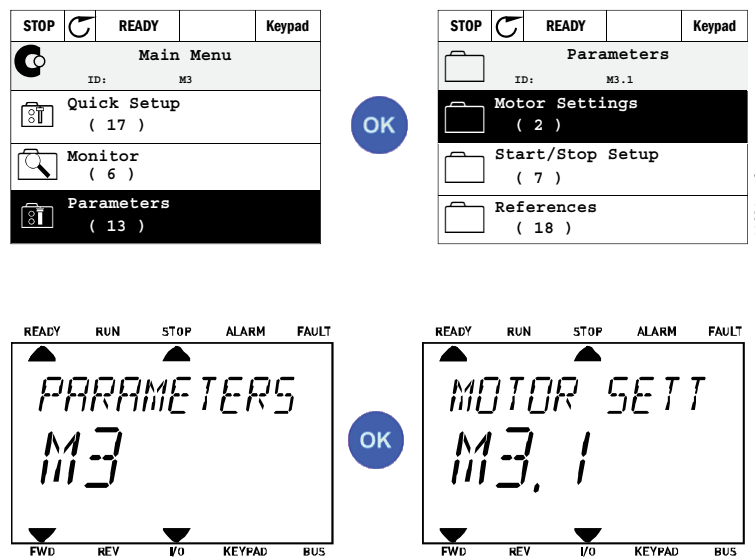 STOP READY Keypad
Main Menu
ID: M3
Quick Setup
( 17 )
Monitor
( 6 )
Parameters
( 13 )
OK
STOP READY Keypad
Parameters
ID: M3.1
Motor Settings
( 2 )
Start/Stop Setup
( 7 )
References
( 18 )
READY RUN STOP ALARM FAULT
PARAMETERS
M3
FWD REV I/O KEYPAD BUS
OK
READY RUN STOP ALARM FAULT
MOTOR SETT
M3.1
FWD REV I/O KEYPAD BUS